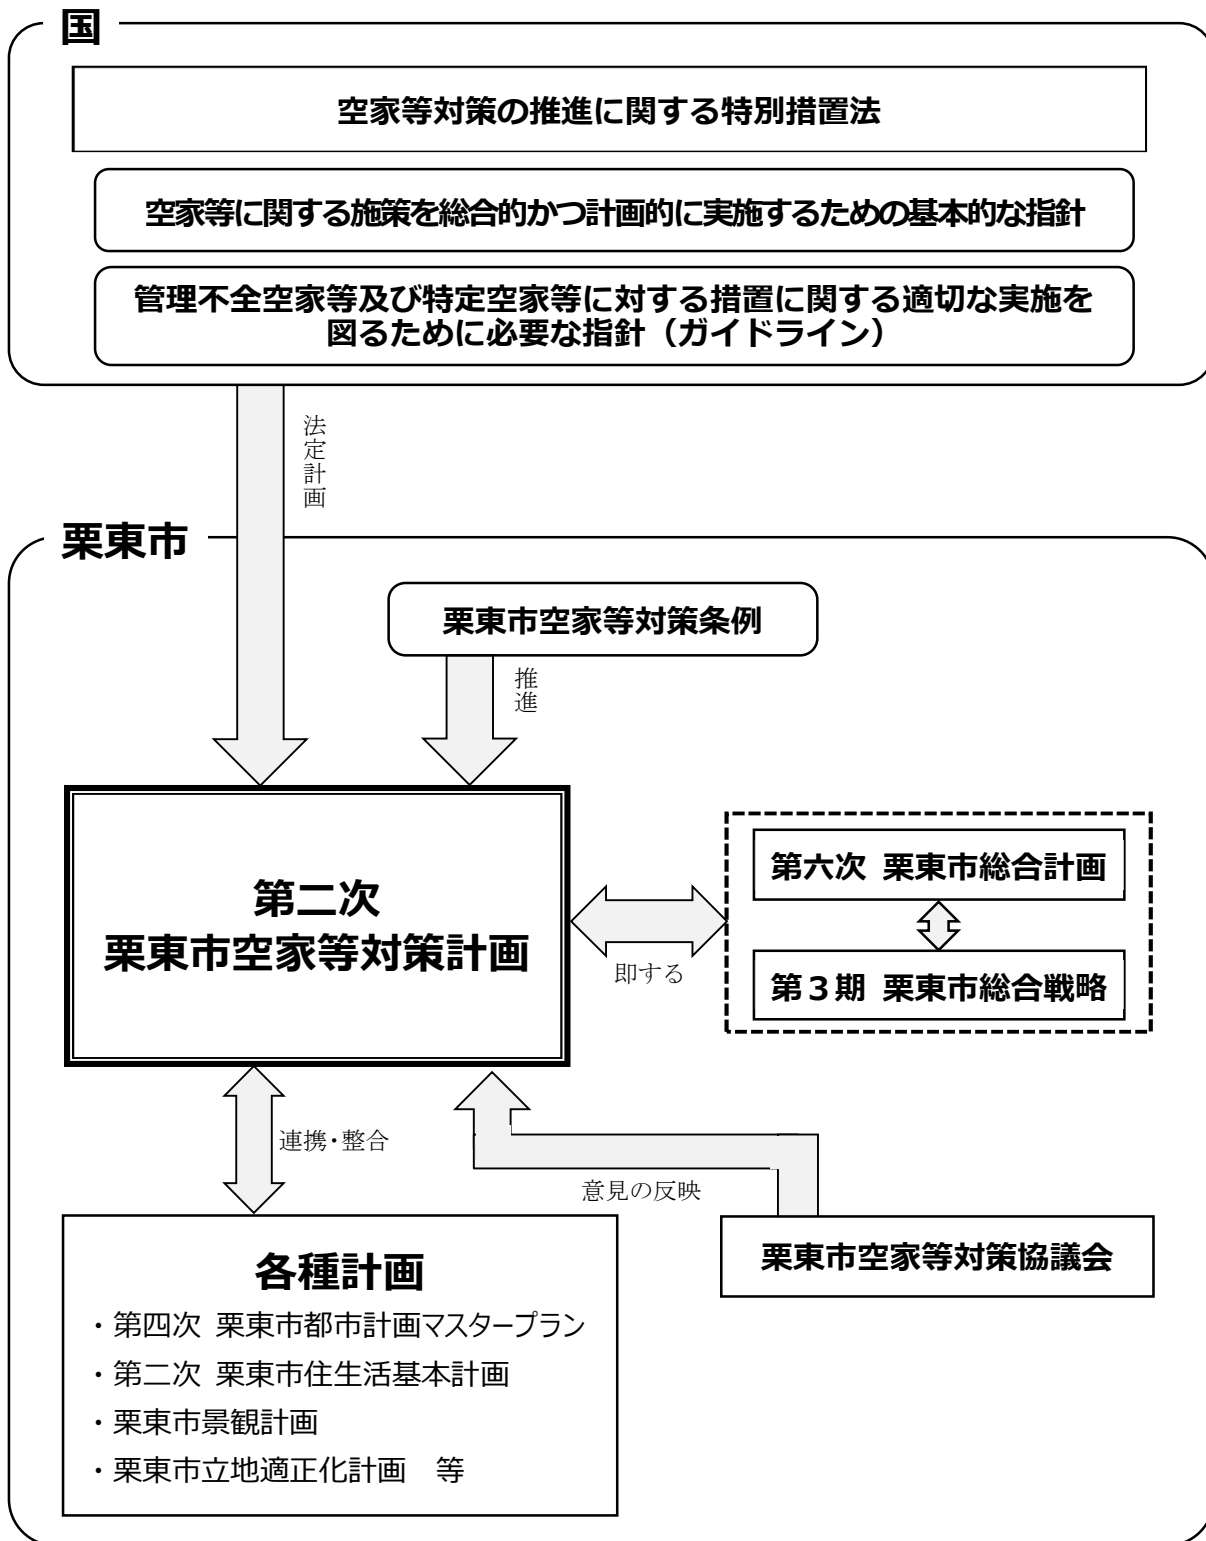 国
空家等対策の推進に関する特別措置法
空家等に関する施策を総合的かつ計画的に実施するための基本的な指針
管理不全空家等及び特定空家等に対する措置に関する適切な実施を
図るために必要な指針（ガイドライン）
法定計画
栗東市
栗東市空家等対策条例
推進
第二次
栗東市空家等対策計画
即する
第六次 栗東市総合計画
第３期 栗東市総合戦略
連携・整合
意見の反映
栗東市空家等対策協議会
各種計画
・第四次 栗東市都市計画マスタープラン
・第二次 栗東市住生活基本計画
・栗東市景観計画
・栗東市立地適正化計画　等